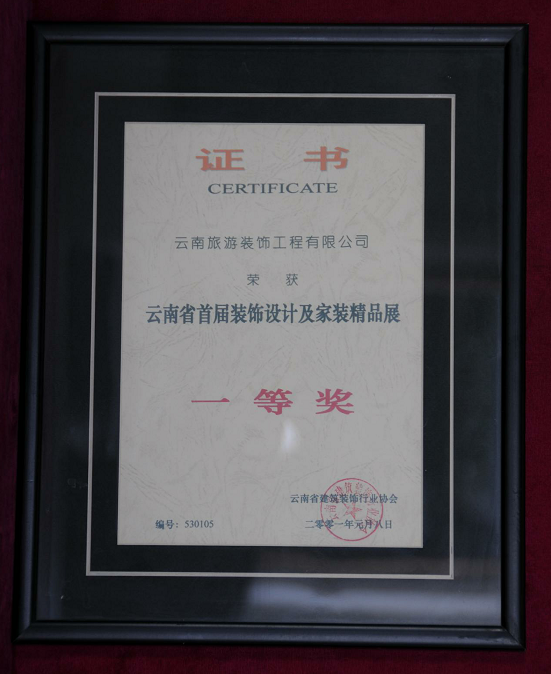 证 书
CERTIFICATE
云南旅游装饰工程有限公司
荣 获
云南省首届装饰设计及家装精品展
一 等 奖
云南省建筑装饰行业协会
编号：530105
二零零一年元月八日